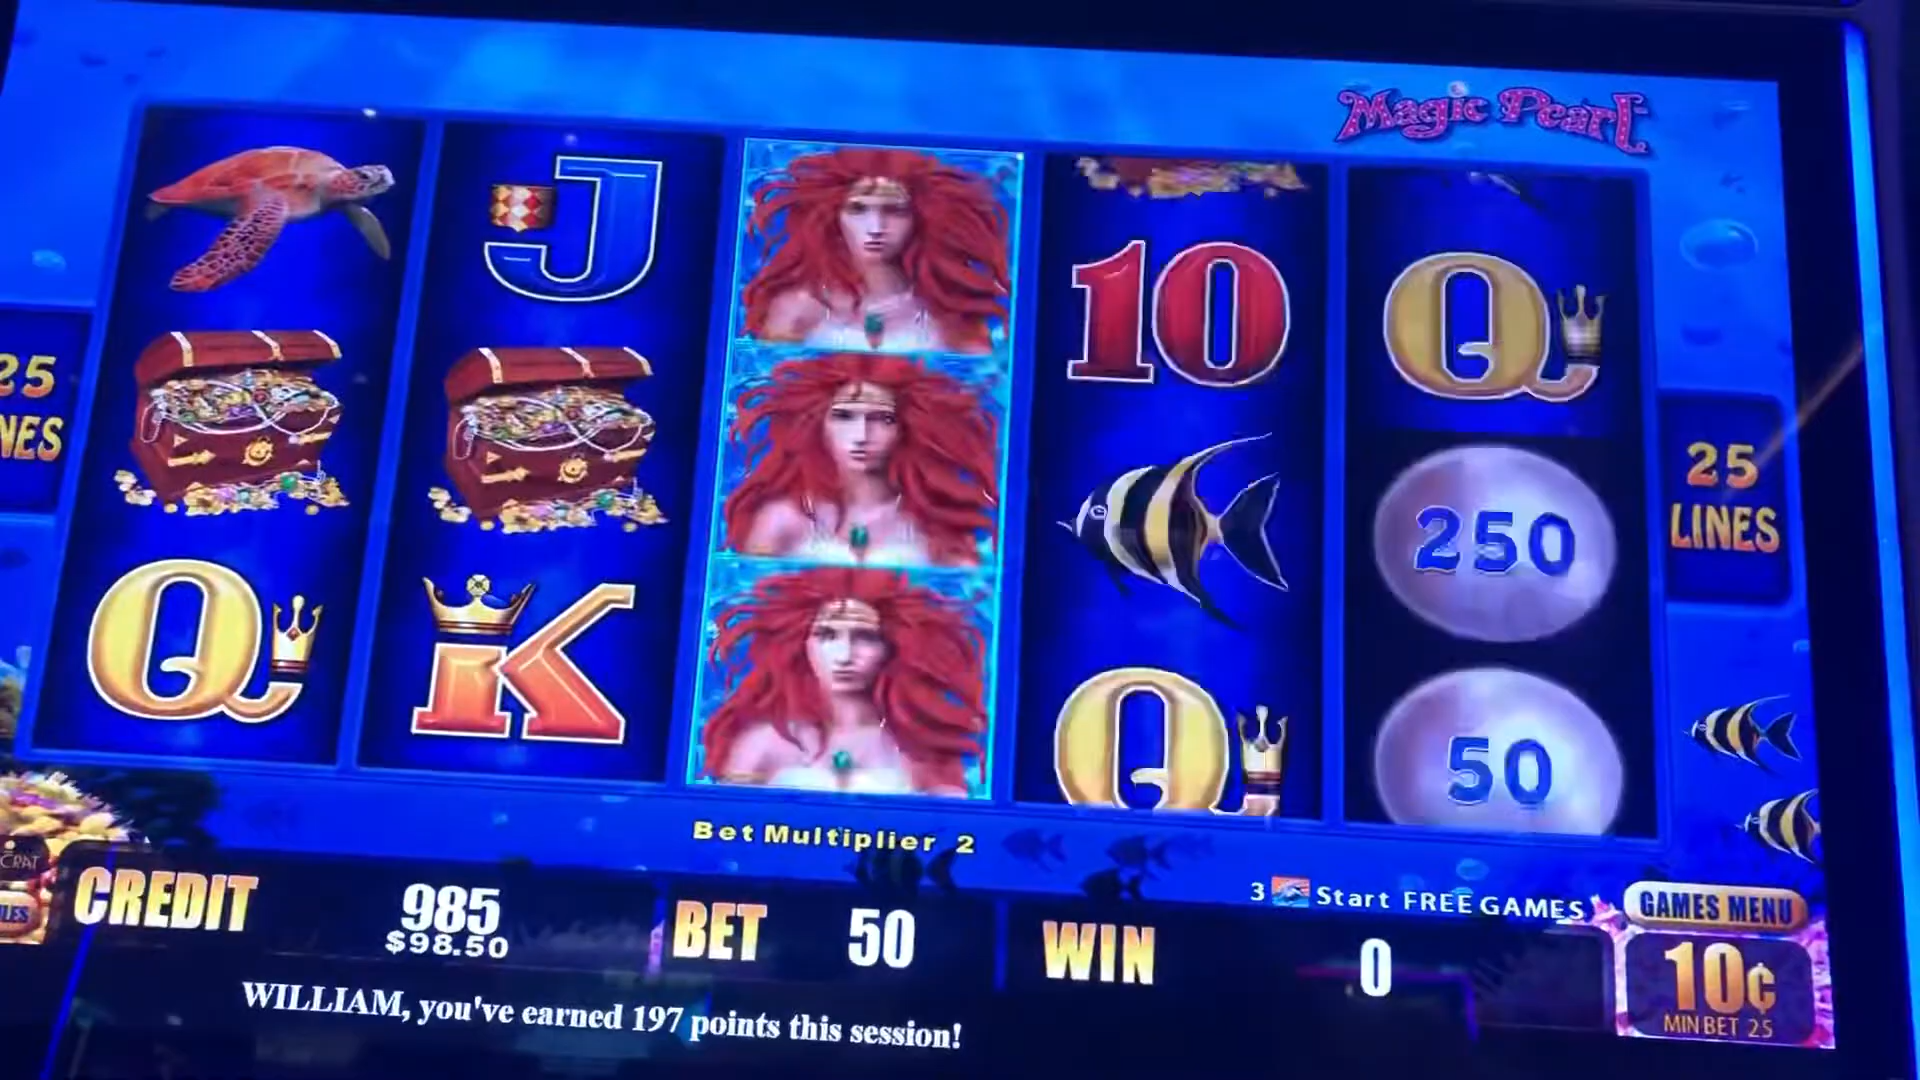 Magic Pearl
J
10
Q
25
NES
250
25
LINES
Q
K
Q
50
Bet Multiplier 2
3 Start FREE GAMES
GAMES MENU
CREDIT
985
$98.50
BET
50
WIN
0
10¢
MIN BET 25
WILLIAM, you've earned 197 points this session!